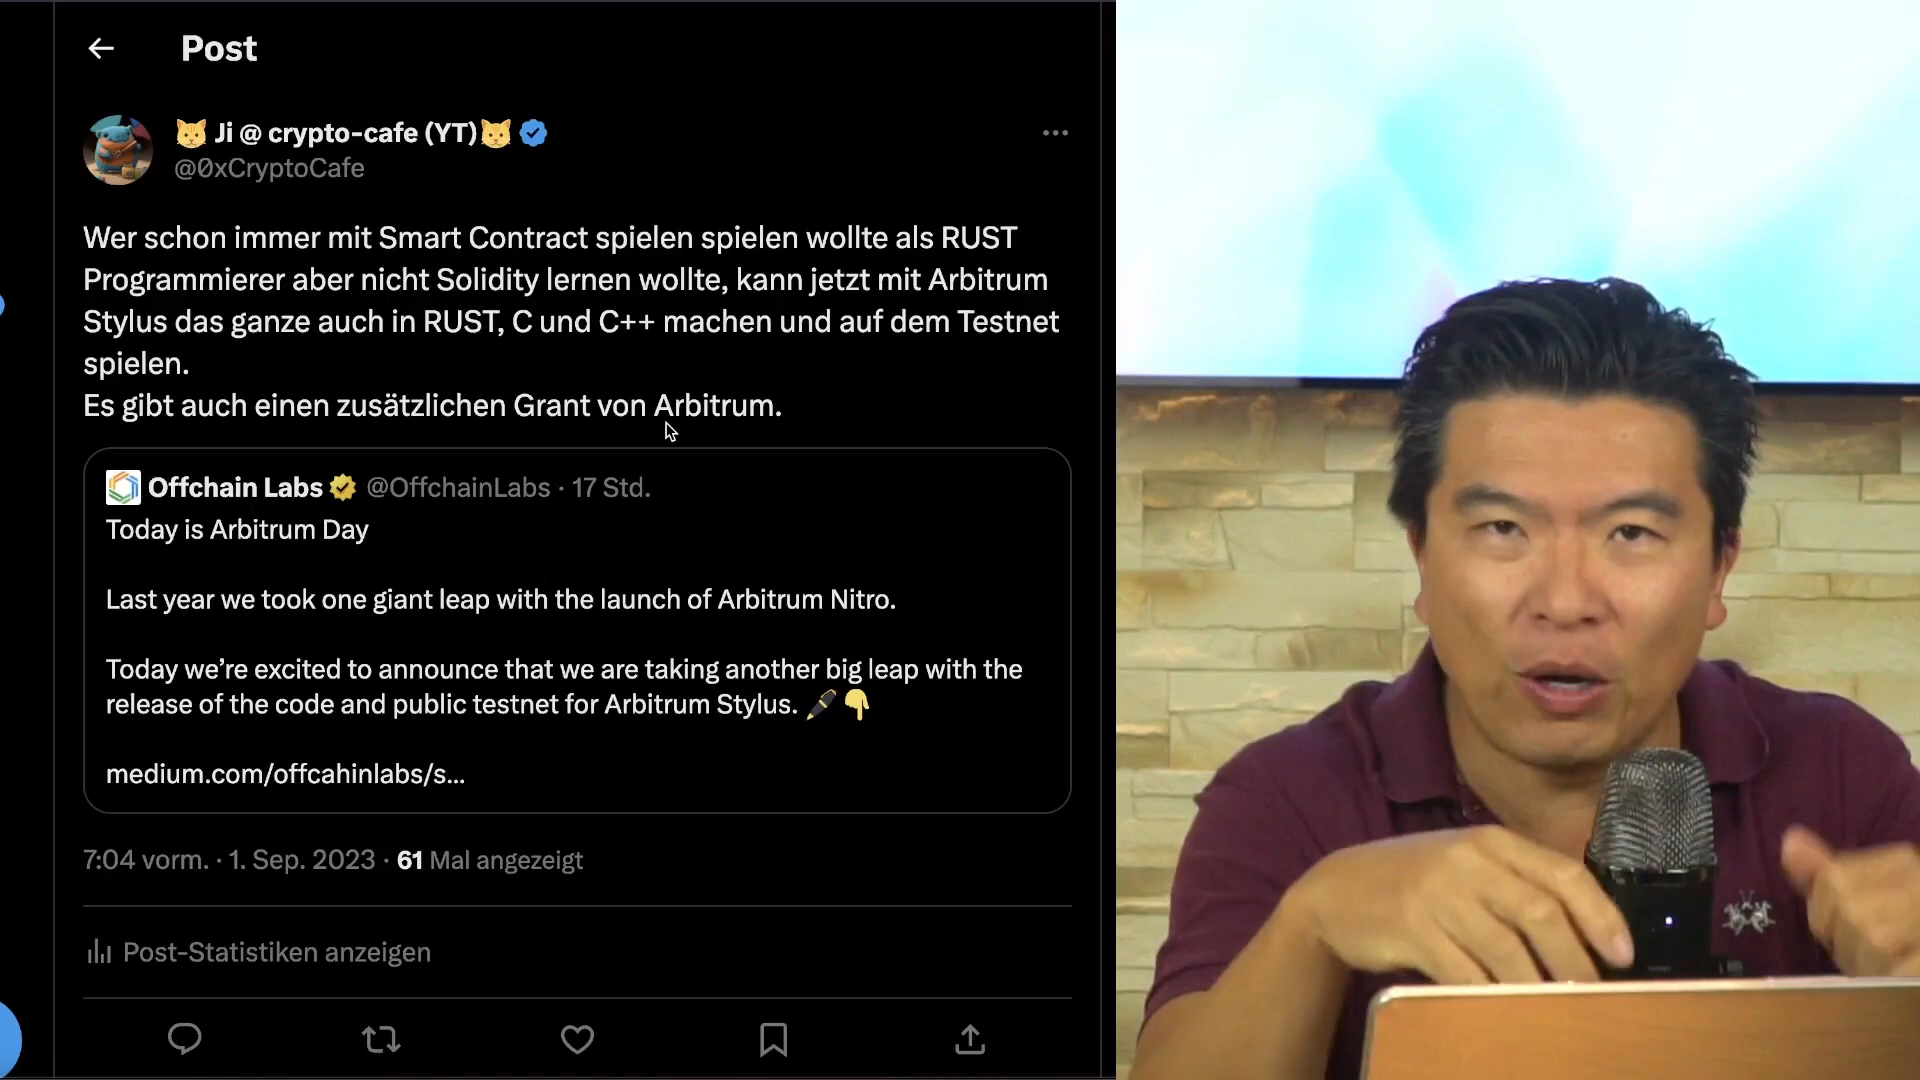 Post
🐱 Ji @ crypto-cafe (YT)🐱
@0xCryptoCafe
Wer schon immer mit Smart Contract spielen spielen wollte als RUST
Programmierer aber nicht Solidity lernen wollte, kann jetzt mit Arbitrum
Stylus das ganze auch in RUST, C und C++ machen und auf dem Testnet
spielen.
Es gibt auch einen zusätzlichen Grant von Arbitrum.
Offchain Labs @OffchainLabs · 17 Std.
Today is Arbitrum Day
Last year we took one giant leap with the launch of Arbitrum Nitro.
Today we’re excited to announce that we are taking another big leap with the
release of the code and public testnet for Arbitrum Stylus. 🖋️👇
medium.com/offcahinlabs/s...
7:04 vorm. · 1. Sep. 2023 · 61 Mal angezeigt
Post-Statistiken anzeigen